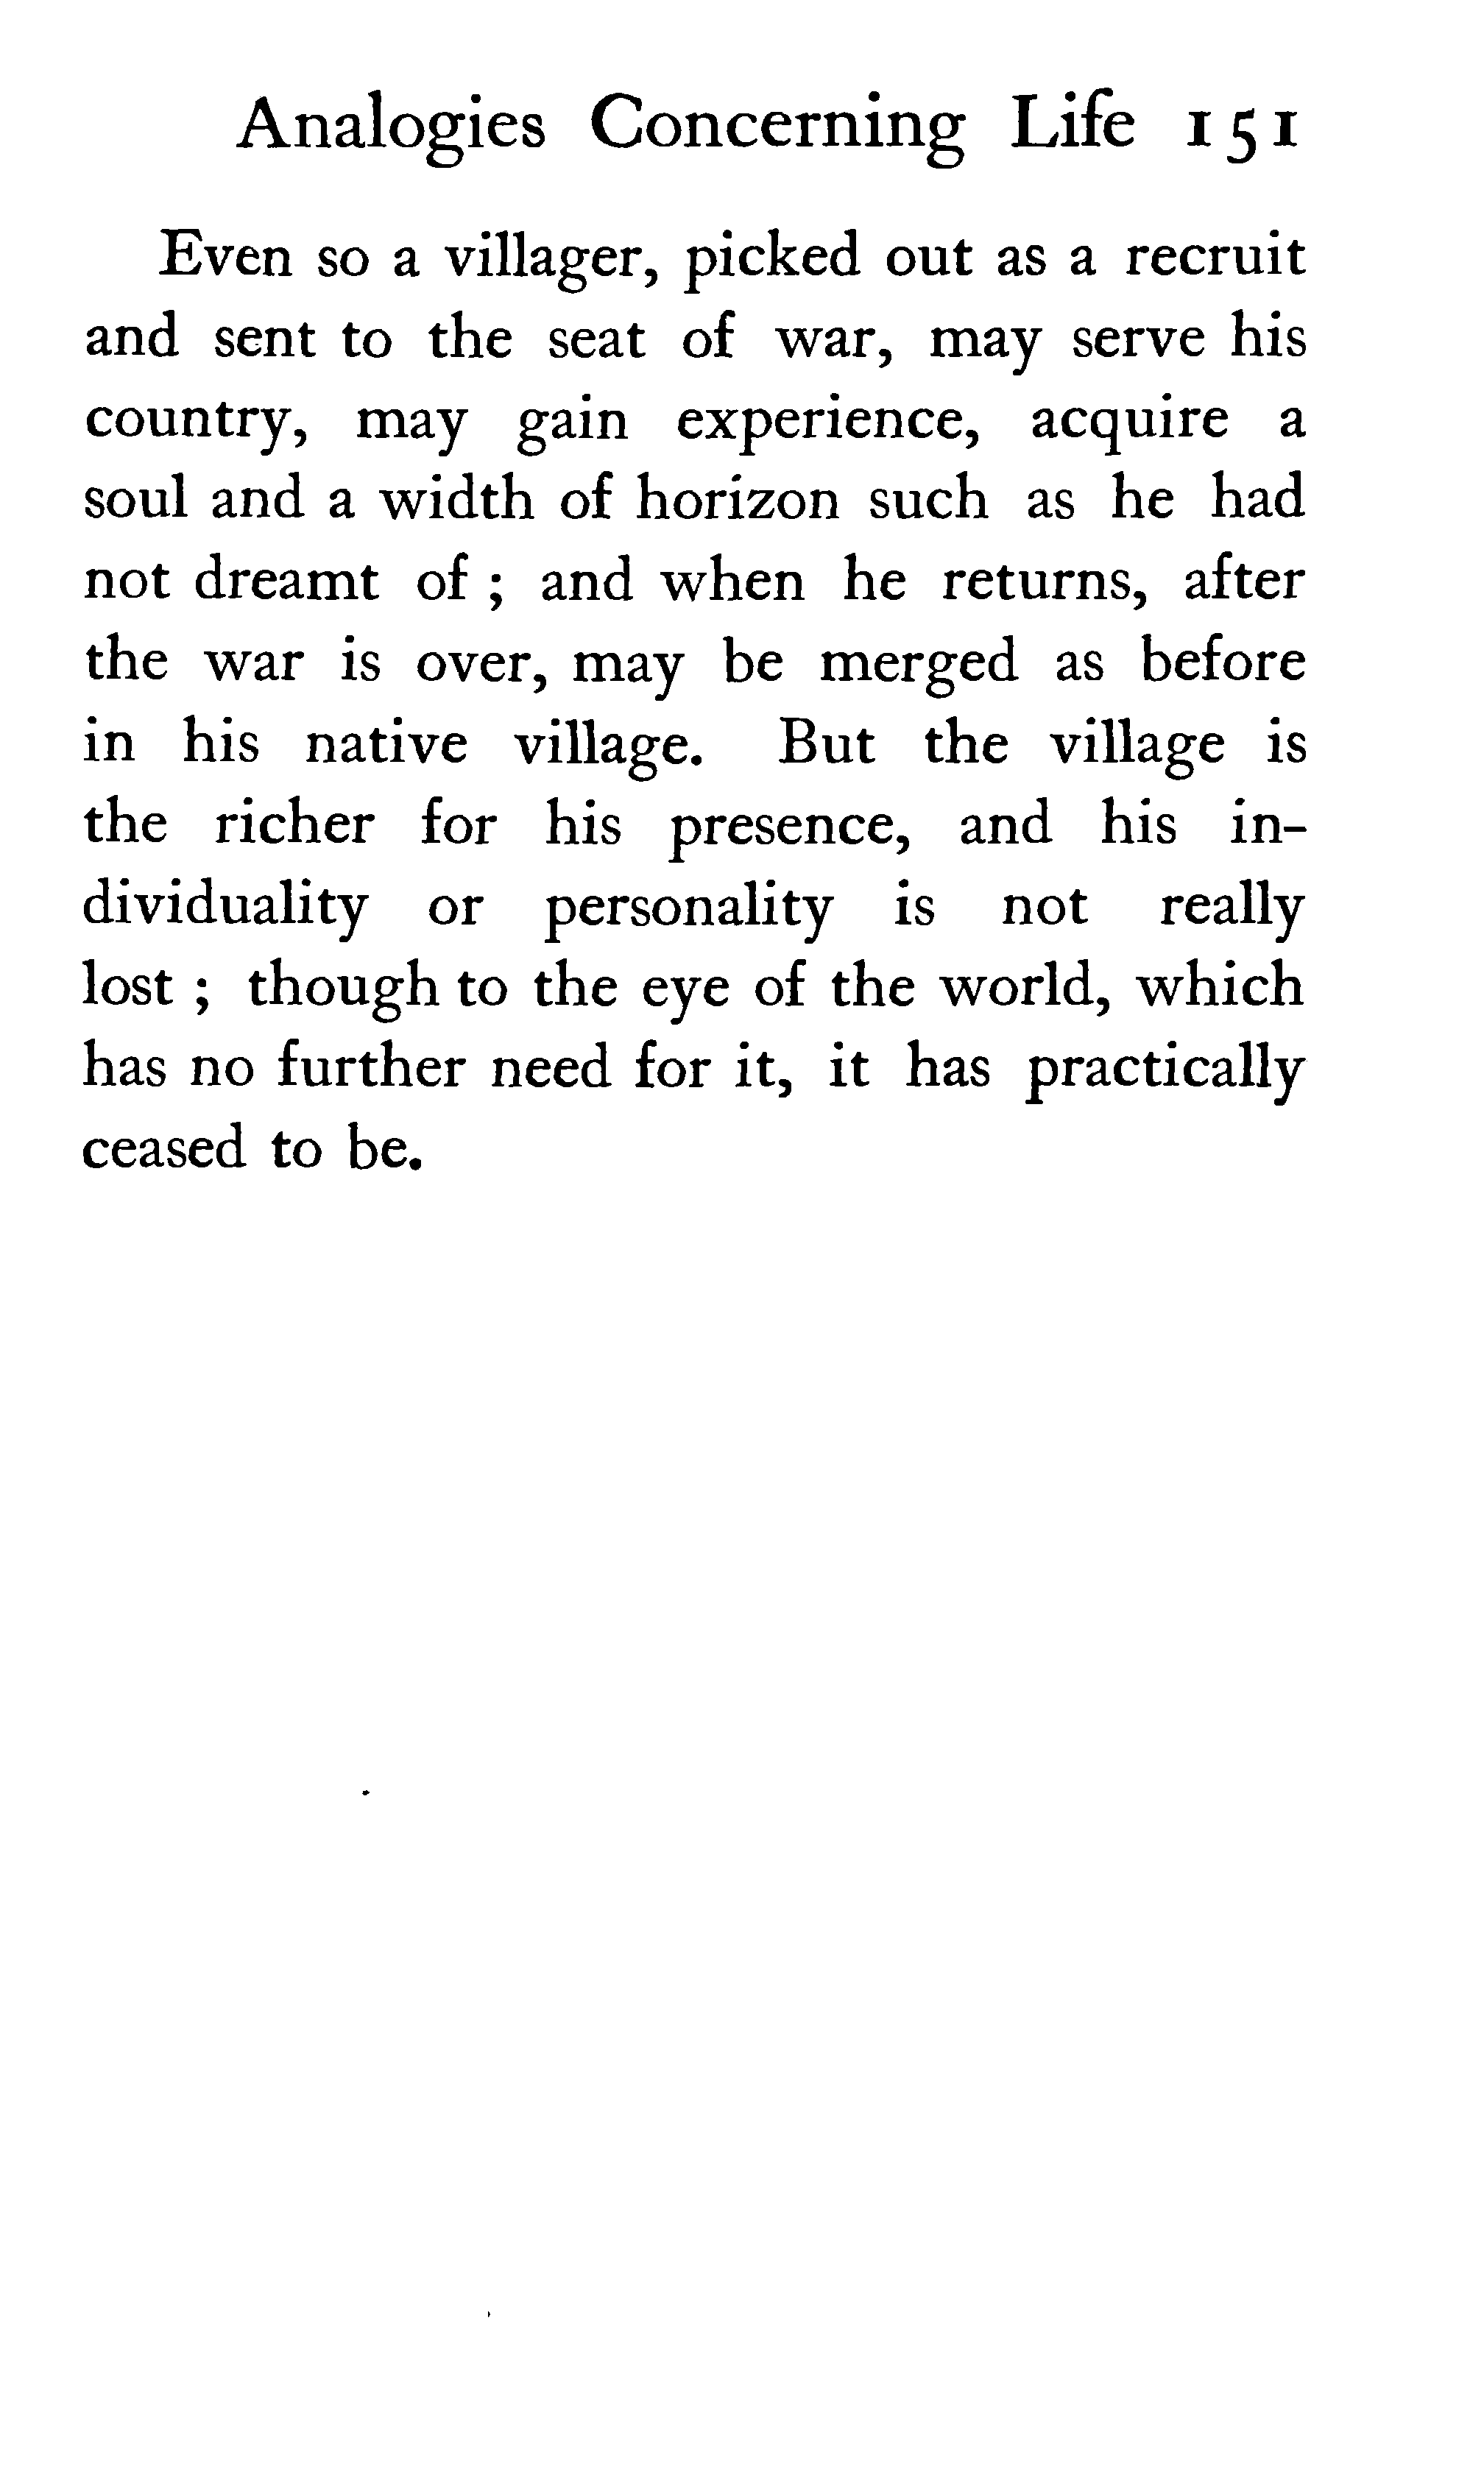 Analogies Concerning Life 151
Even so a villager, picked out as a recruit
and sent to the seat of war, may serve his
country, may gain experience, acquire a
soul and a width of horizon such as he had
not dreamt of ; and when he returns, after
the war is over, may be merged as before
in his native village. But the village is
the richer for his presence, and his in-
dividuality or personality is not really
lost ; though to the eye of the world, which
has no further need for it, it has practically
ceased to be.